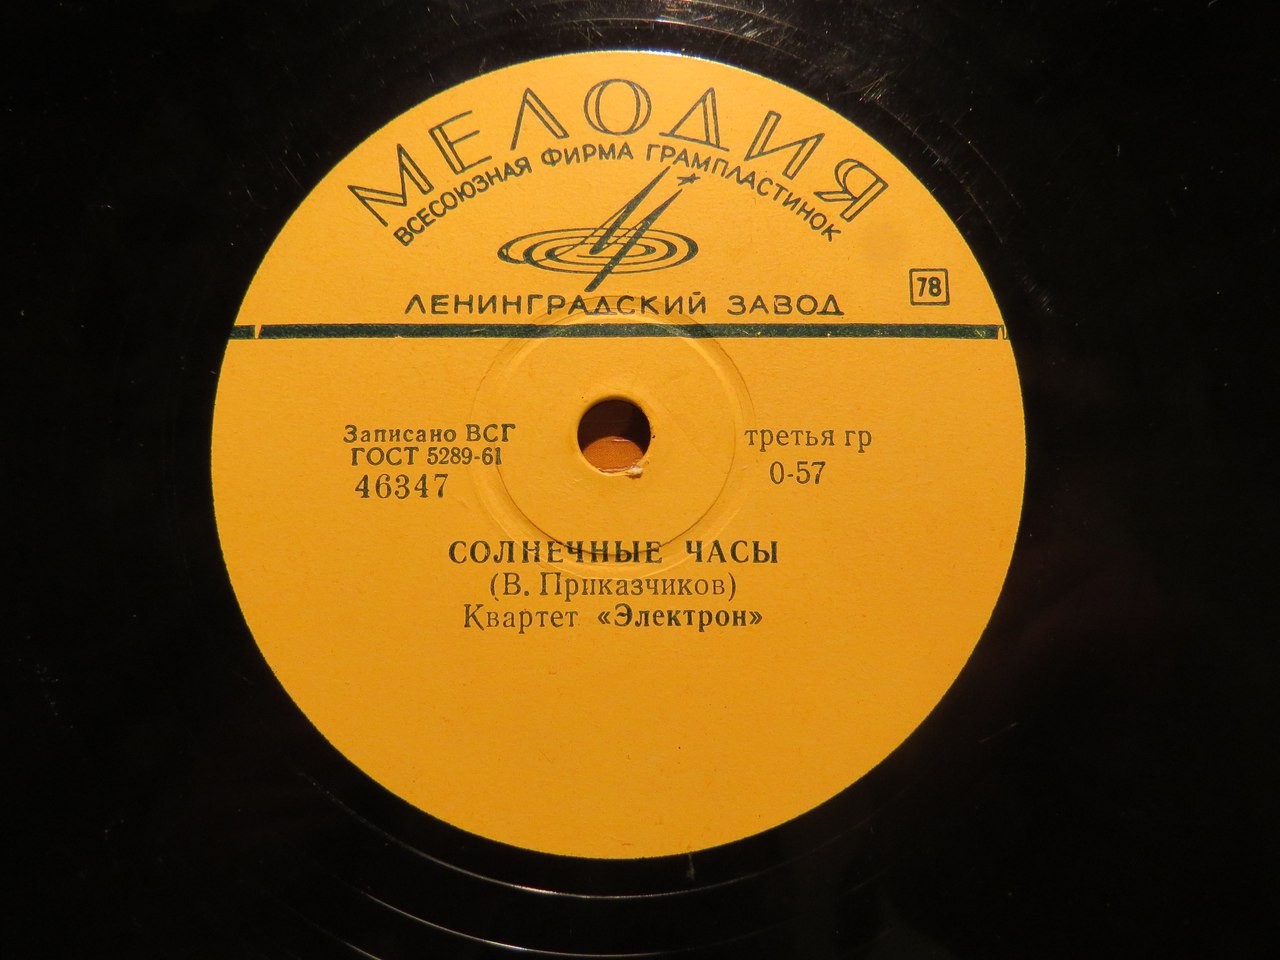 МЕЛОДИЯ
ВСЕСОЮЗНАЯ ФИРМА ГРАМПЛАСТИНОК
78
ЛЕНИНГРАДСКИЙ ЗАВОД
Записано ВСГ
ГОСТ 5289-61
46347
третья гр
0-57
СОЛНЕЧНЫЕ ЧАСЫ
(В. Приказчиков)
Квартет «Электрон»